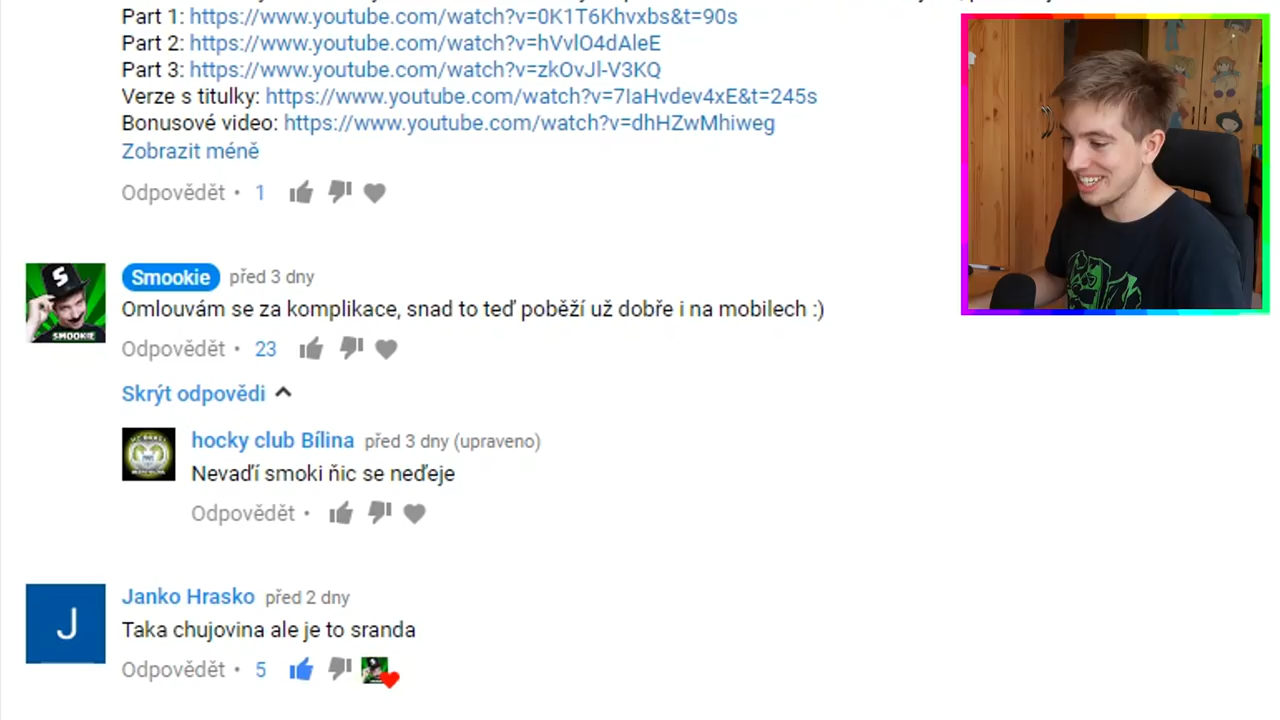 Part 1: https://www.youtube.com/watch?v=0K1T6Khvxbs&t=90s
Part 2: https://www.youtube.com/watch?v=hVvlO4dAleE
Part 3: https://www.youtube.com/watch?v=zkOvJl-V3KQ
Verze s titulky: https://www.youtube.com/watch?v=7IaHvdev4xE&t=245s
Bonusové video: https://www.youtube.com/watch?v=dhHZwMhiweg
Zobrazit méně
Odpovědět • 1
Smookie před 3 dny
Omlouvám se za komplikace, snad to teď poběží už dobře i na mobilech :)
SMOOKIE
Odpovědět • 23
Skrýt odpovědi
hocky club Bílina před 3 dny (upraveno)
Nevaďí smoki ňic se neďeje
Odpovědět •
Janko Hrasko před 2 dny
J
Taka chujovina ale je to sranda
Odpovědět • 5